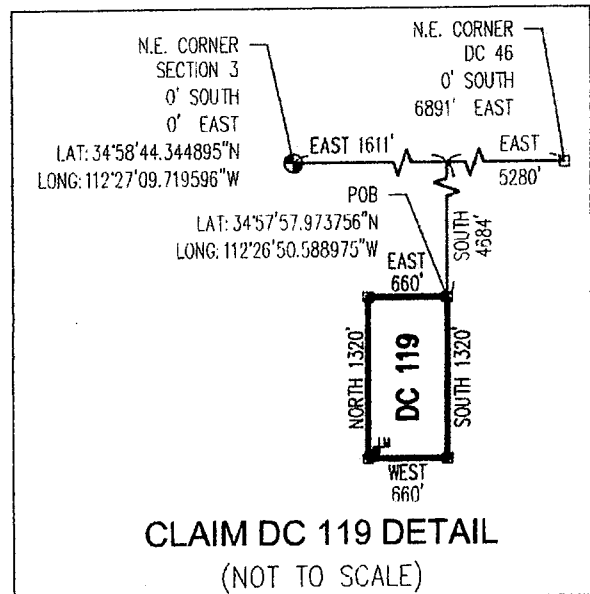 N.E. CORNER
SECTION 3
0' SOUTH
0' EAST
LAT: 34°58'44.344895"N
LONG: 112°27'09.719596"W
N.E. CORNER
DC 46
0' SOUTH
6891' EAST
EAST 1611'
EAST
5280'
POB
LAT: 34°57'57.973756"N
LONG: 112°26'50.588975"W
SOUTH
4684'
EAST
660'
NORTH 1320'
DC 119
SOUTH 1320'
LM
WEST
660'
CLAIM DC 119 DETAIL
(NOT TO SCALE)